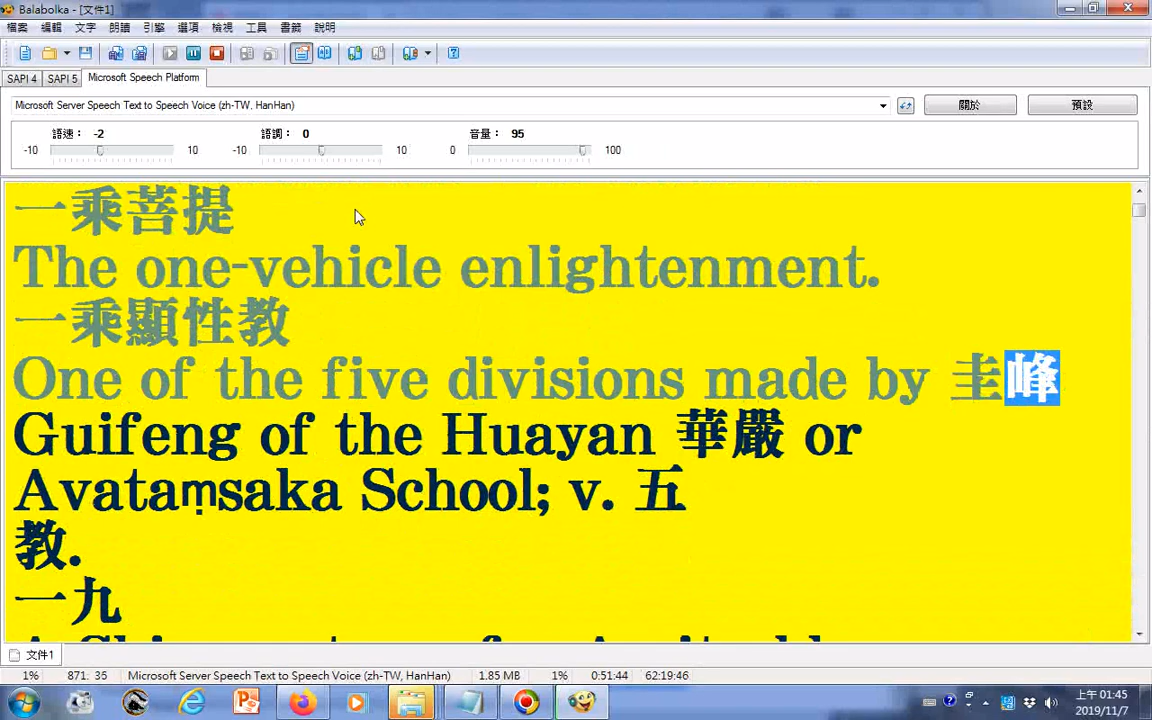 Balabolka - [文件1]
檔案 編輯 文字 朗讀 引擎 選項 檢視 工具 書籤 說明
SAPI 4 SAPI 5 Microsoft Speech Platform
Microsoft Server Speech Text to Speech Voice (zh-TW, HanHan) 關於 預設
語速： -2 語調： 0 音量： 95
-10 10 -10 10 0 100
一乘菩提
The one-vehicle enlightenment.
一乘顯性教
One of the five divisions made by 圭峰
Guifeng of the Huayan 華嚴 or
Avataṃsaka School; v. 五
教.
一九
文件1
1% 871: 35 Microsoft Server Speech Text to Speech Voice (zh-TW, HanHan) 1.85 MB 1% 0:51:44 62:19:46
上午 01:45
2019/11/7